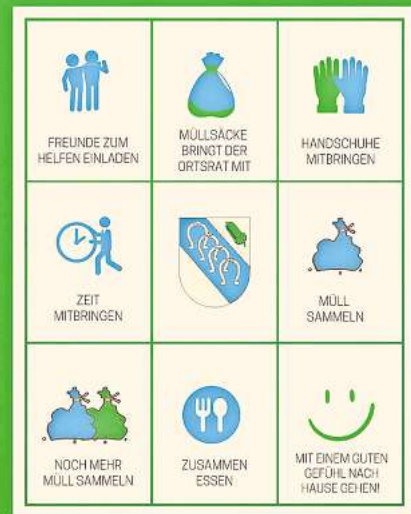 FREUNDE ZUM
HELFEN EINLADEN
MÜLLSÄCKE
BRINGT DER
ORTSRAT MIT
HANDSCHUHE
MITBRINGEN
ZEIT
MITBRINGEN
MÜLL
SAMMELN
NOCH MEHR
MÜLL SAMMELN
ZUSAMMEN
ESSEN
MIT EINEM GUTEN
GEFÜHL NACH
HAUSE GEHEN!